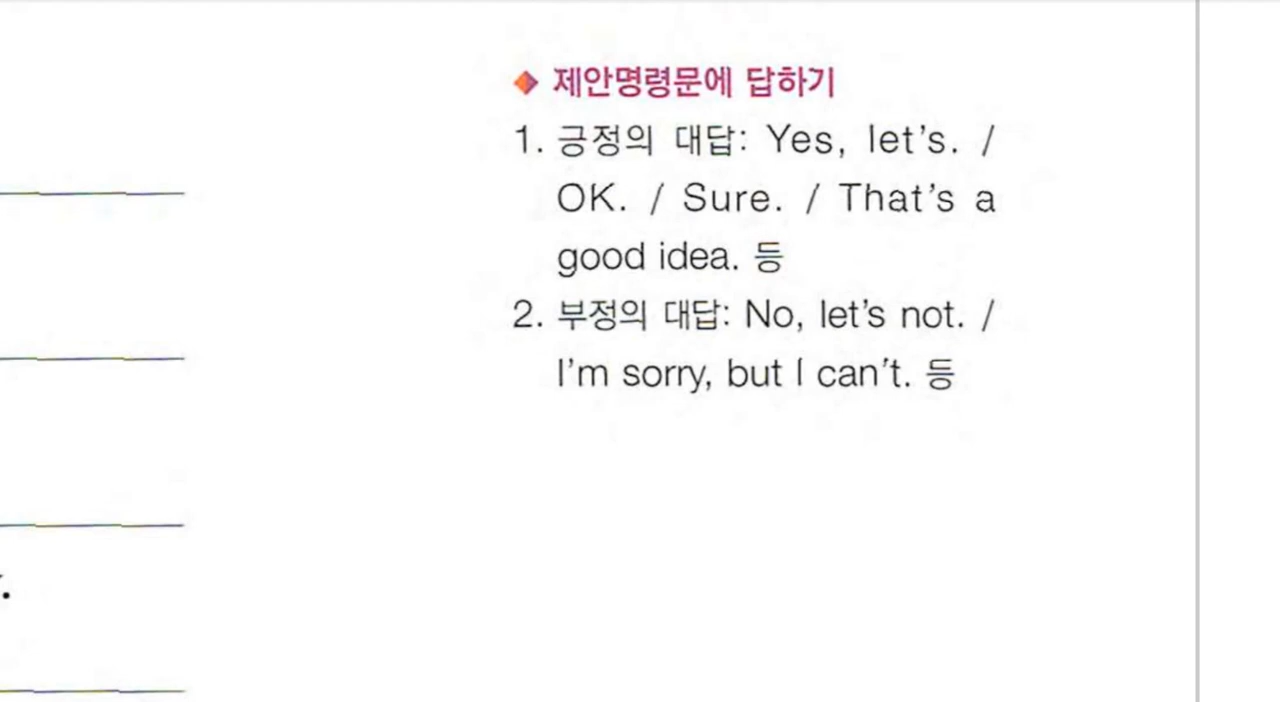 ◆ 제안명령문에 답하기
1. 긍정의 대답: Yes, let's. /
OK. / Sure. / That's a
good idea. 등
2. 부정의 대답: No, let's not. /
I'm sorry, but I can't. 등
.